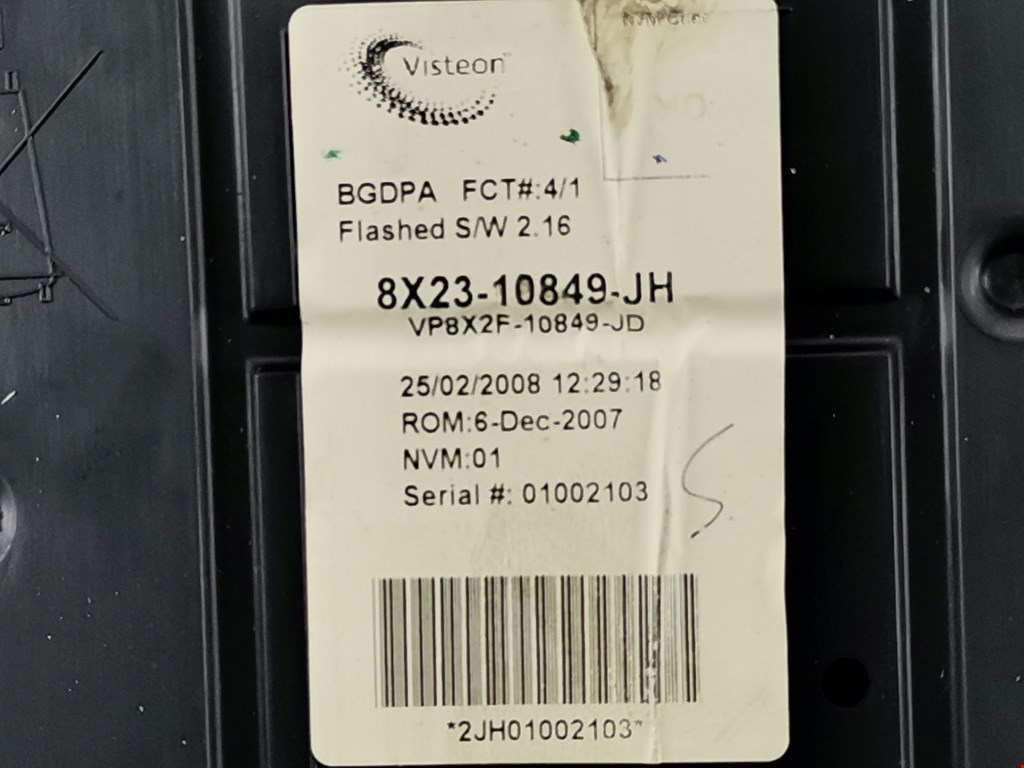 Visteon
BGDPA FCT#:4/1
Flashed S/W 2.16
8X23-10849-JH
VP8X2F-10849-JD
25/02/2008 12:29:18
ROM:6-Dec-2007
NVM:01
Serial #: 01002103
*2JH01002103*